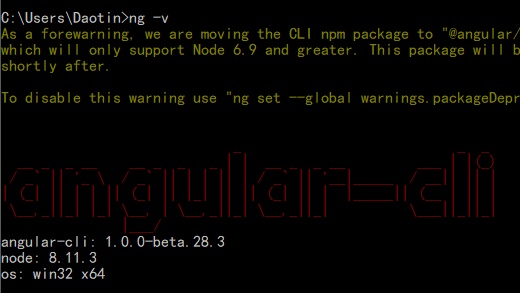 C:\Users\Daotin>ng -v
As a forewarning, we are moving the CLI npm package to "@angular/
which will only support Node 6.9 and greater. This package will b
shortly after.
To disable this warning use "ng set --global warnings.packageDepr
angular-cli
angular-cli: 1.0.0-beta.28.3
node: 8.11.3
os: win32 x64